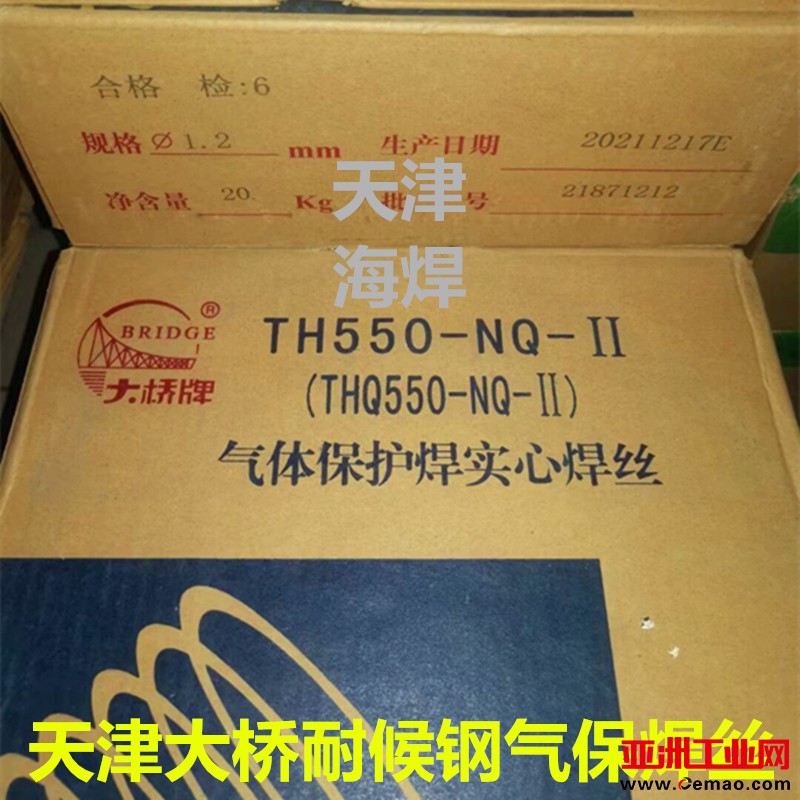 合格 检:6
规格 Ø 1.2 mm 生产日期 20211217E
净含量 20 Kg 批 号 21871212
天津
海焊
BRIDGE ®
大桥牌
TH550-NQ-II
(THQ550-NQ-II)
气体保护焊实心焊丝
天津大桥耐候钢气保焊丝
亚洲工业网
www.cemao.com